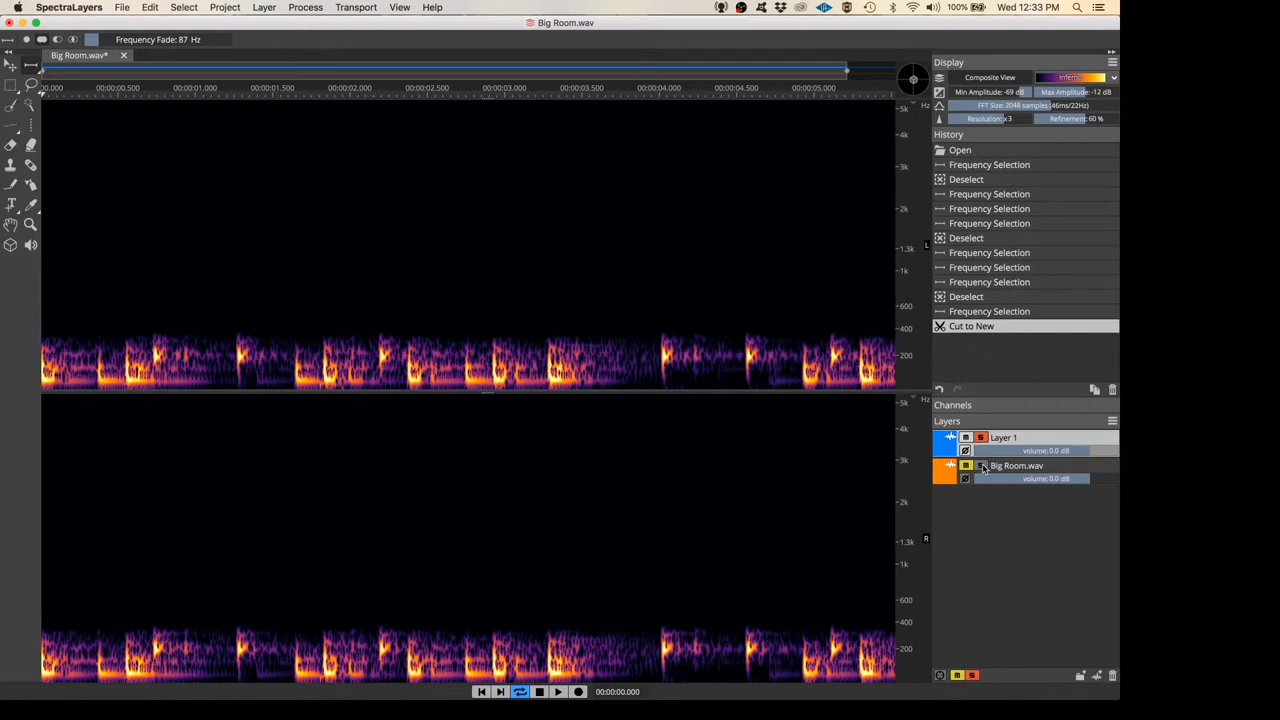 SpectraLayers File Edit Select Project Layer Process Transport View Help 100% Wed 12:33 PM
Big Room.wav
Frequency Fade: 87 Hz
Big Room.wav*
00.000 00:00:00.500 00:00:01.000 00:00:01.500 00:00:02.000 00:00:02.500 00:00:03.000 00:00:03.500 00:00:04.000 00:00:04.500 00:00:05.000 Hz
5k
4k
3k
2k
1.3k
L
1k
600
400
200
Hz
5k
4k
3k
2k
1.3k
R
1k
600
400
200
00:00:00.000
Display
Composite View Inferno
Min Amplitude: -69 dB Max Amplitude: -12 dB
FFT Size: 2048 samples (46ms/22Hz)
Resolution: x3 Refinement: 60 %
History
Open
Frequency Selection
Deselect
Frequency Selection
Frequency Selection
Frequency Selection
Deselect
Frequency Selection
Frequency Selection
Frequency Selection
Deselect
Frequency Selection
Cut to New
Channels
Layers
M S Layer 1
volume: 0.0 dB
M S Big Room.wav
volume: 0.0 dB
M S